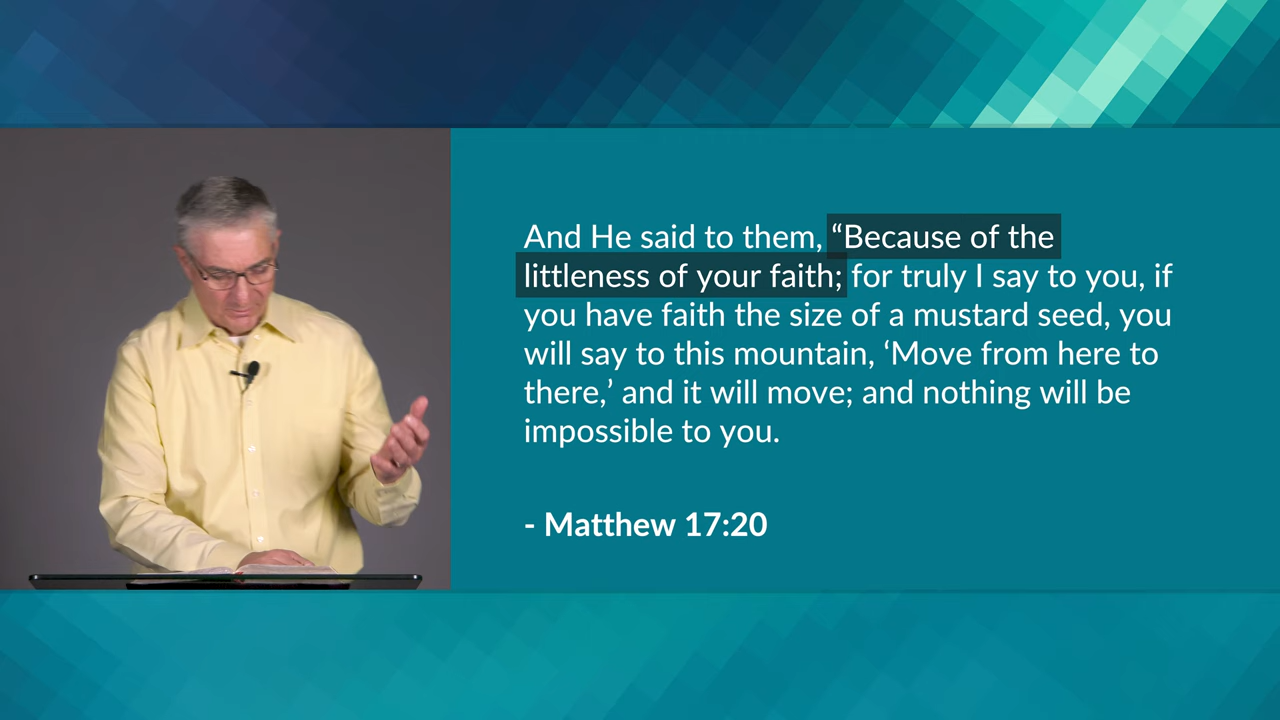 And He said to them, “Because of the
littleness of your faith; for truly I say to you, if
you have faith the size of a mustard seed, you
will say to this mountain, ‘Move from here to
there,’ and it will move; and nothing will be
impossible to you.
- Matthew 17:20